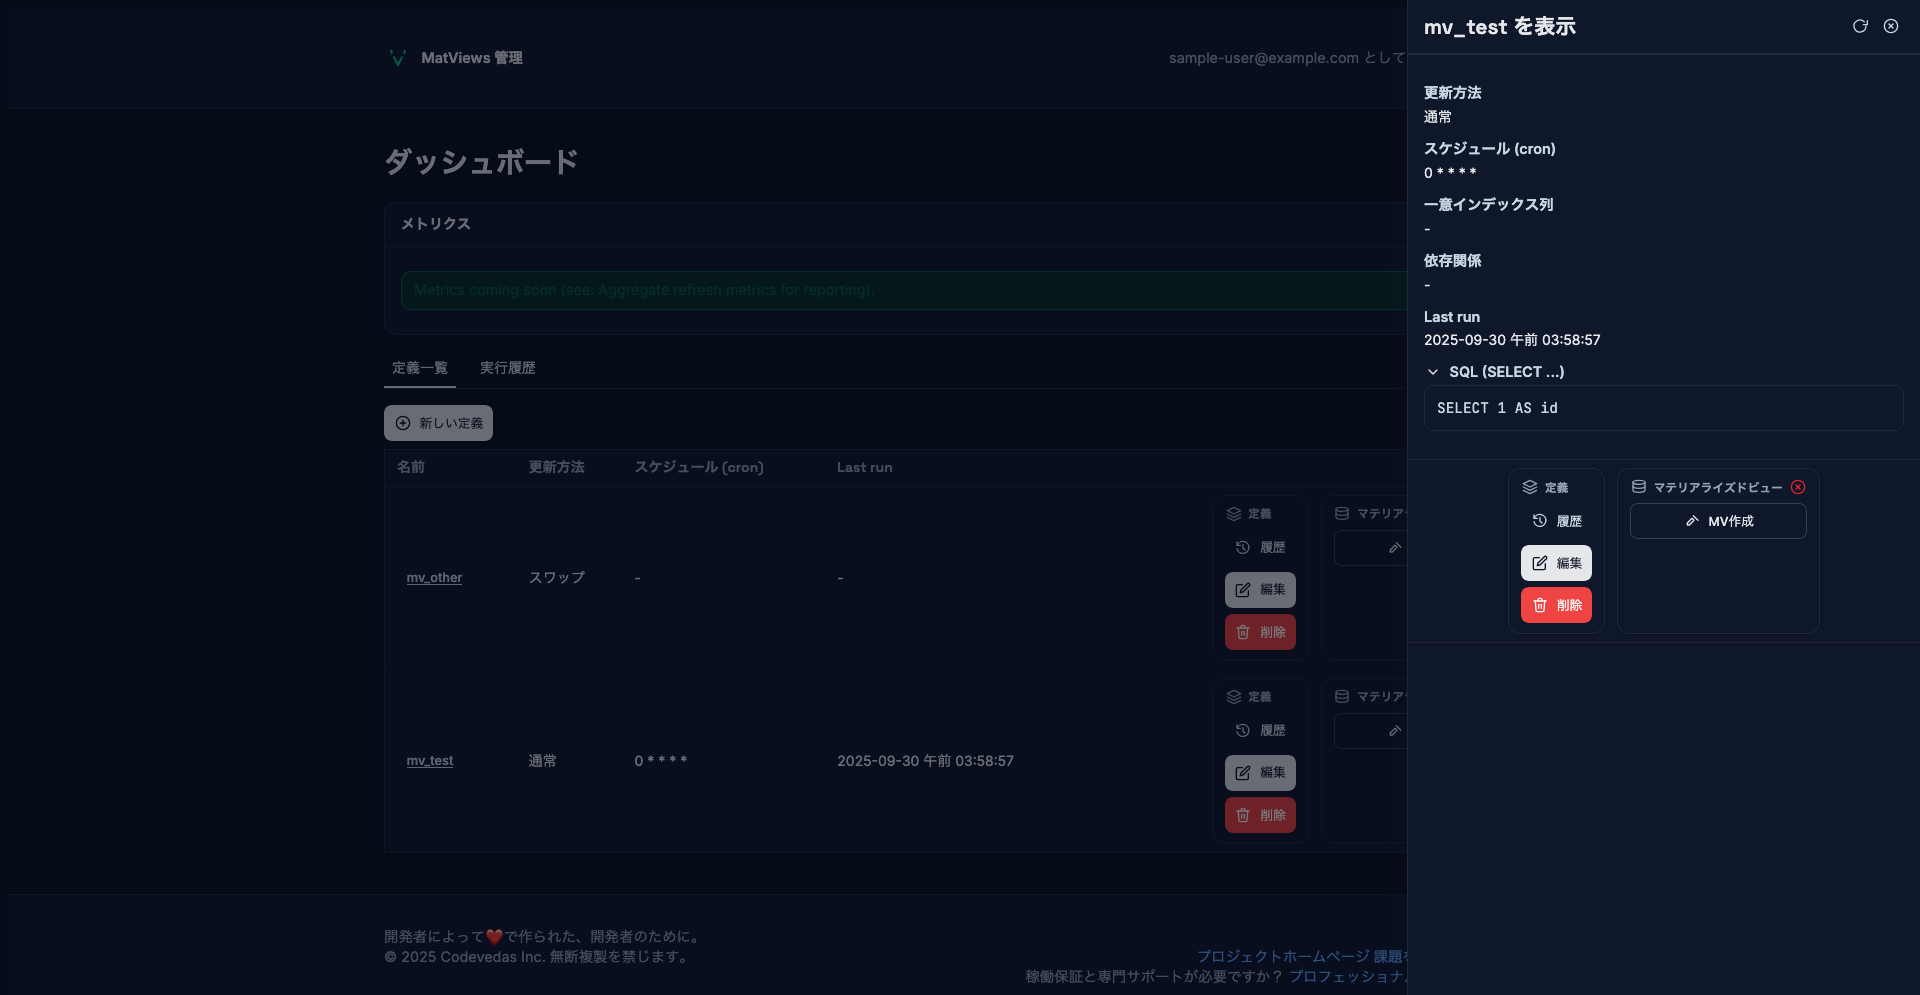 MatViews 管理
sample-user@example.com として
ダッシュボード
メトリクス
Metrics coming soon (see: Aggregate refresh metrics for reporting).
定義一覧 実行履歴
新しい定義
名前 更新方法 スケジュール (cron) Last run
mv_other スワップ - -
定義
履歴
編集
削除
マテリアラ
mv_test 通常 0 * * * * 2025-09-30 午前 03:58:57
定義
履歴
編集
削除
マテリアラ
開発者によって❤️で作られた、開発者のために。
© 2025 Codevedas Inc. 無断複製を禁じます。
プロジェクトホームページ 課題を
稼働保証と専門サポートが必要ですか？ プロフェッショナル
mv_test を表示
更新方法
通常
スケジュール (cron)
0 * * * *
一意インデックス列
-
依存関係
-
Last run
2025-09-30 午前 03:58:57
SQL (SELECT …)
SELECT 1 AS id
定義
履歴
編集
削除
マテリアライズドビュー
MV作成